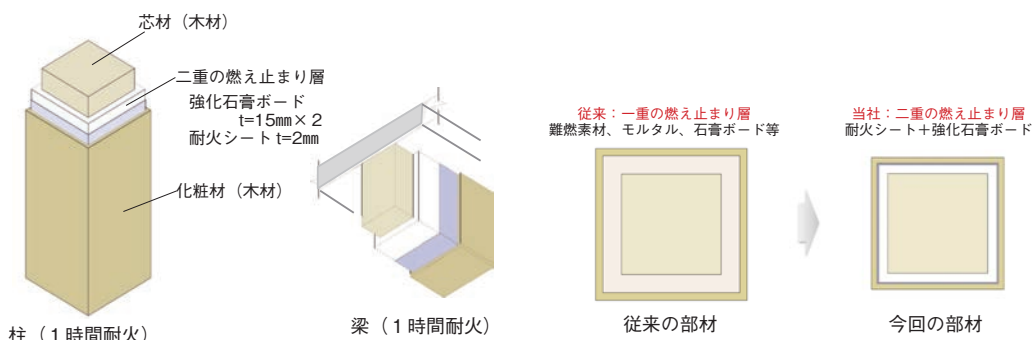 芯材（木材）
二重の燃え止まり層
強化石膏ボード
t=15mm×2
耐火シート t=2mm
化粧材（木材）
柱（1時間耐火）
梁（1時間耐火）
従来：一重の燃え止まり層
難燃素材、モルタル、石膏ボード等
従来の部材
当社：二重の燃え止まり層
耐火シート＋強化石膏ボード
今回の部材